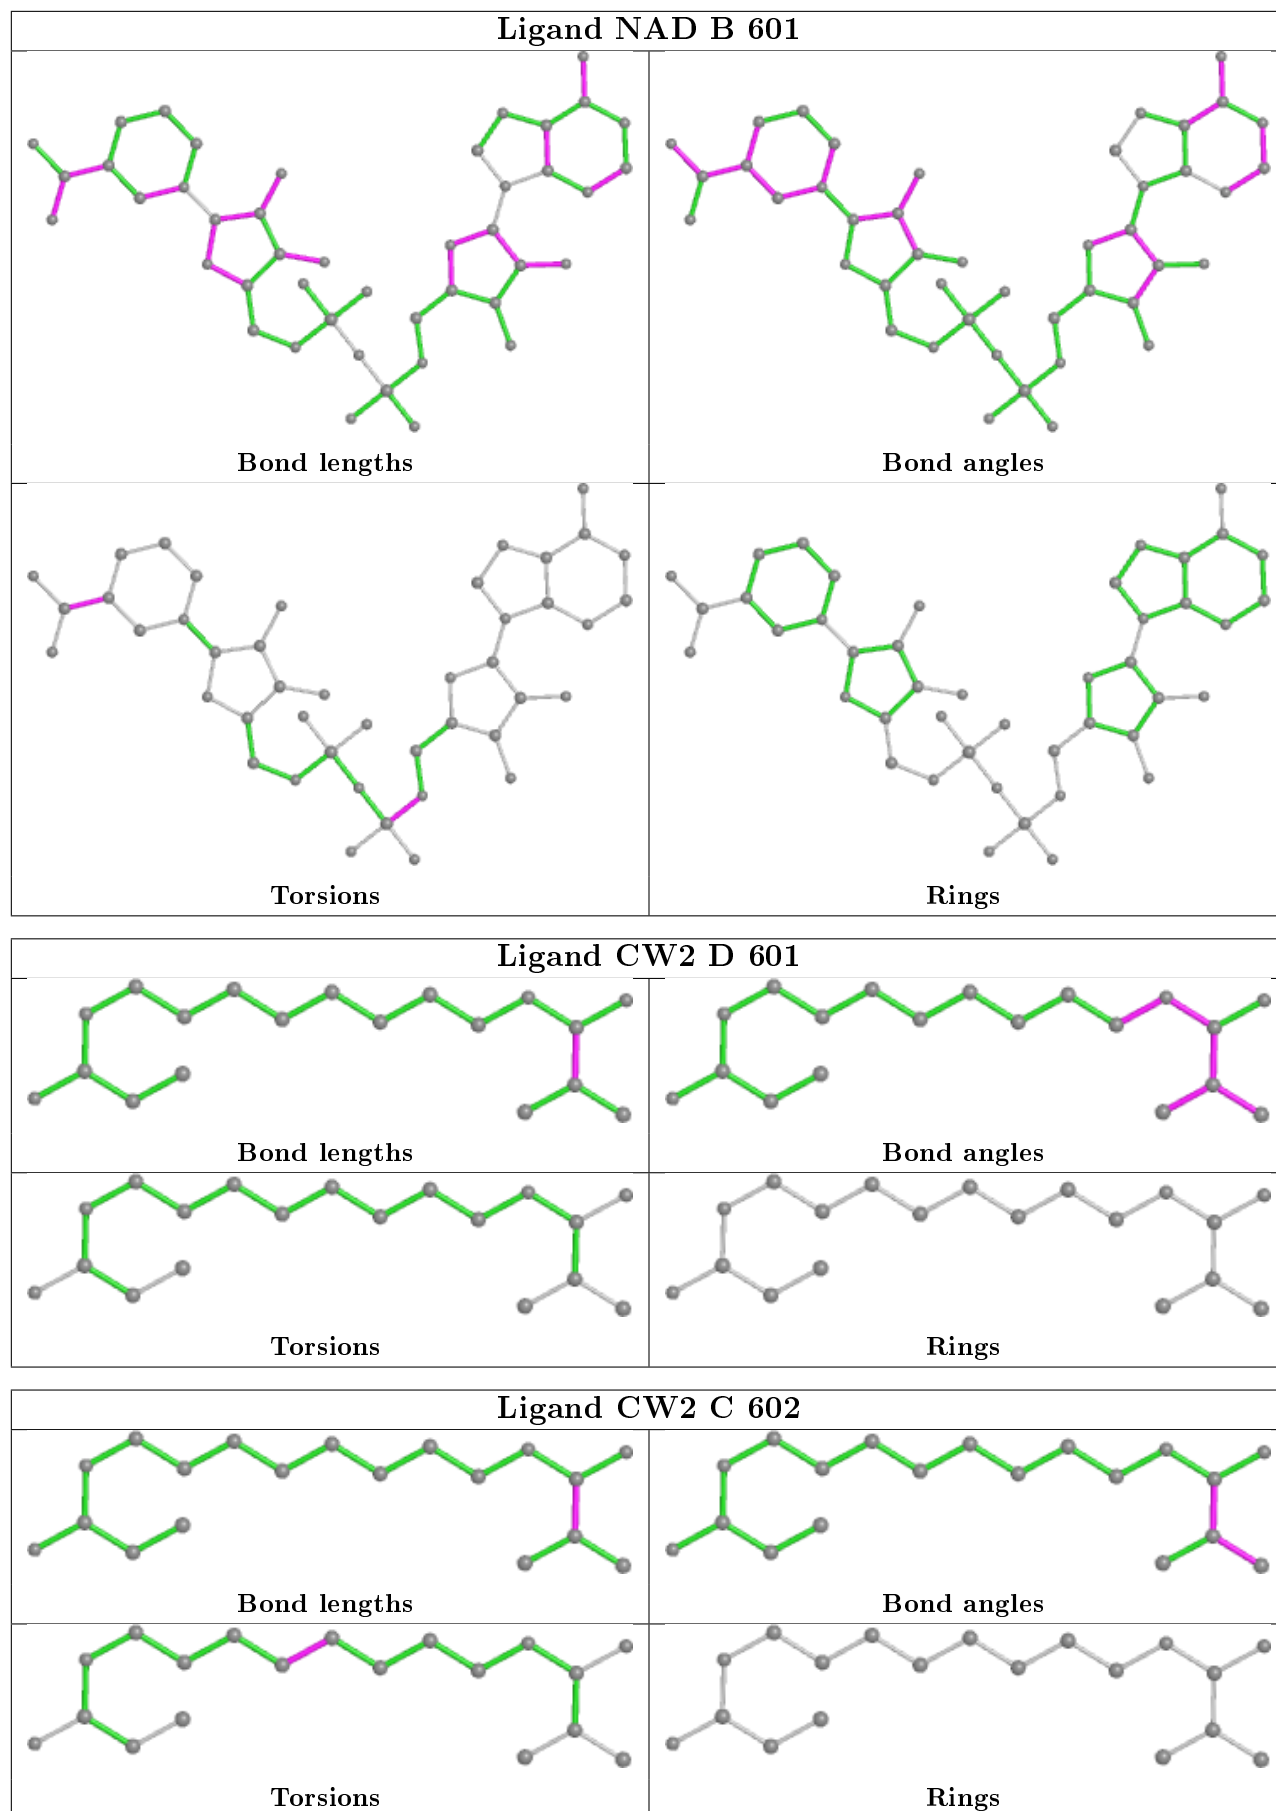 Ligand NAD B 601
Bond lengths
Bond angles
Torsions
Rings
Ligand CW2 D 601
Bond lengths
Bond angles
Torsions
Rings
Ligand CW2 C 602
Bond lengths
Bond angles
Torsions
Rings